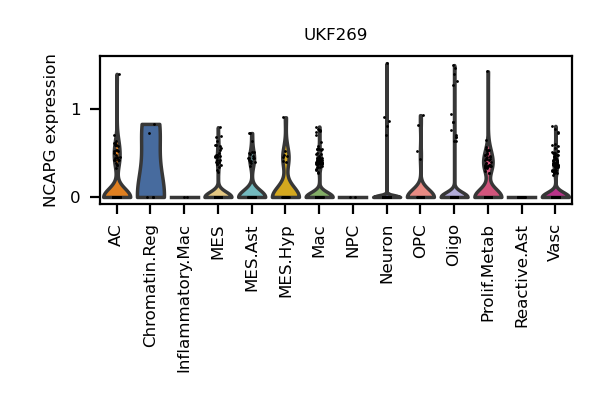 UKF269
NCAPG expression
1
0
AC
Chromatin.Reg
Inflammatory.Mac
MES
MES.Ast
MES.Hyp
Mac
NPC
Neuron
OPC
Oligo
Prolif.Metab
Reactive.Ast
Vasc